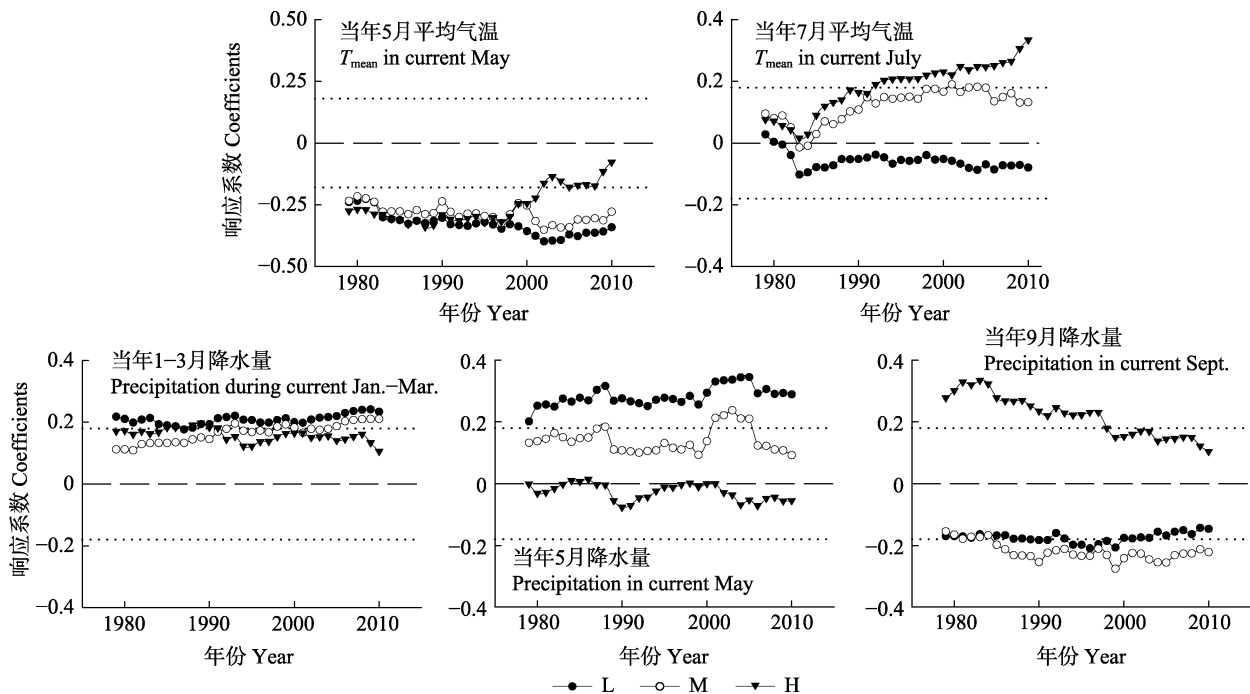 0.50
0.25
0
−0.25
−0.50
响应系数 Coefficients
当年5月平均气温
Tmean in current May
1980
1990
2000
2010
年份 Year
0.4
0.2
0
−0.2
−0.4
当年7月平均气温
Tmean in current July
1980
1990
2000
2010
年份 Year
0.4
0.2
0
−0.2
−0.4
响应系数 Coefficients
当年1−3月降水量
Precipitation during current Jan.−Mar.
1980
1990
2000
2010
年份 Year
0.4
0.2
0
−0.2
−0.4
当年5月降水量
Precipitation in current May
1980
1990
2000
2010
年份 Year
0.4
0.2
0
−0.2
−0.4
当年9月降水量
Precipitation in current Sept.
1980
1990
2000
2010
年份 Year
L
M
H